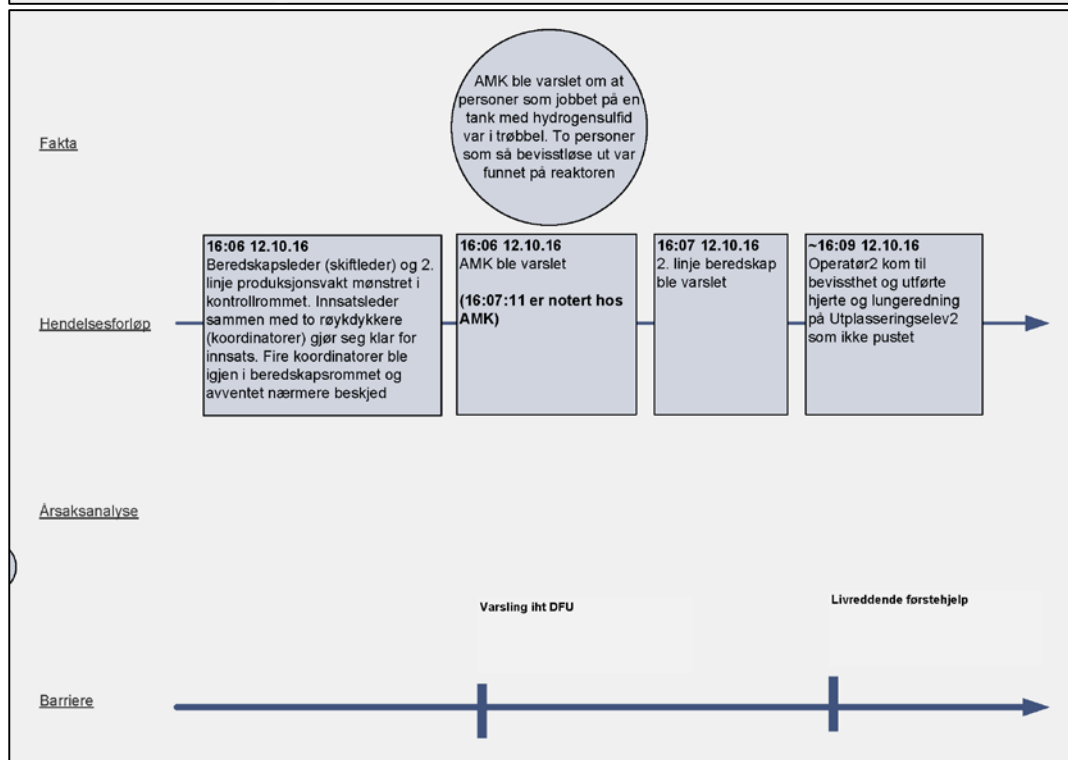 Fakta
AMK ble varslet om at
personer som jobbet på en
tank med hydrogensulfid
var i trøbbel. To personer
som så bevisstløse ut var
funnet på reaktoren
Hendelsesforløp
16:06 12.10.16
Beredskapsleder (skiftleder) og 2.
linje produksjonsvakt mønstret i
kontrollrommet. Innsatsleder
sammen med to røykdykkere
(koordinatorer) gjør seg klar for
innsats. Fire koordinatorer ble
igjen i beredskapsrommet og
avventet nærmere beskjed
16:06 12.10.16
AMK ble varslet
(16:07:11 er notert hos
AMK)
16:07 12.10.16
2. linje beredskap
ble varslet
~16:09 12.10.16
Operatør2 kom til
bevissthet og utførte
hjerte og lungeredning
på Utplasseringselev2
som ikke pustet
Årsaksanalyse
Varsling iht DFU
Livreddende førstehjelp
Barriere